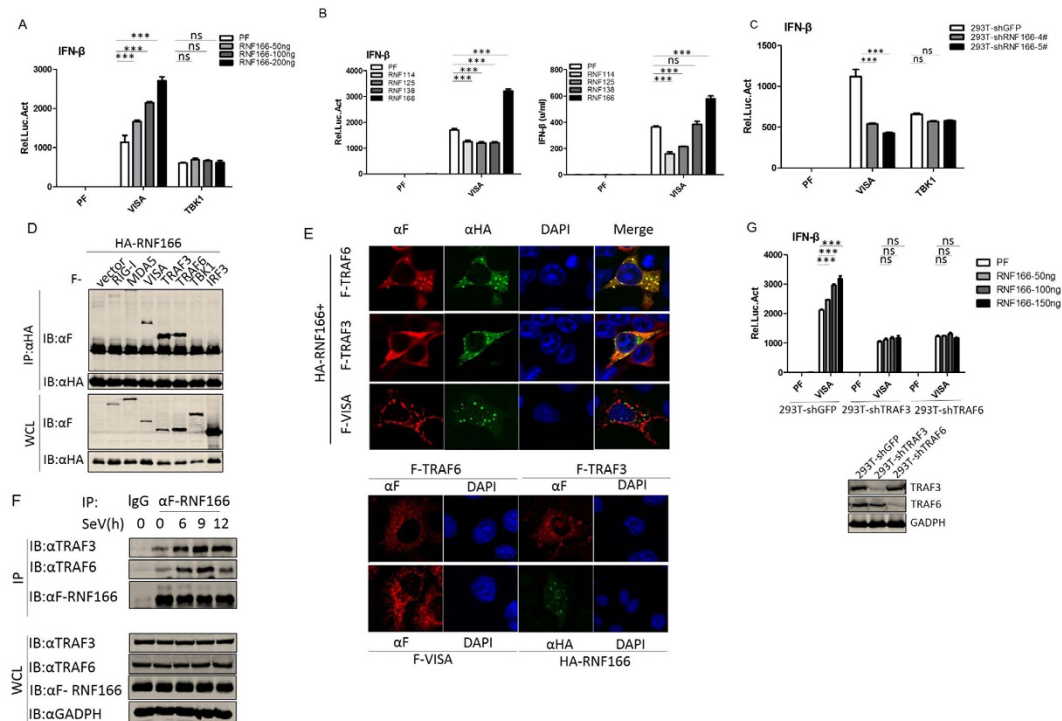 A
IFN-β
PF
RNF166-50ng
RNF166-100ng
RNF166-200ng
*** ns
*** ns
*** ns
Rel.Luc.Act
3000
2000
1000
0
PF VISA TBK1
B
IFN-β
PF
RNF114
RNF125
RNF138
RNF166
***
***
***
***
Rel.Luc.Act
4000
3000
2000
1000
0
PF VISA
PF
RNF114
RNF125
RNF138
RNF166
***
ns
***
***
IFN-β (u/ml)
800
600
400
200
0
PF VISA
C
IFN-β
293T-shGFP
293T-shRNF166-4#
293T-shRNF166-5#
*** ns
*** ns
Rel.Luc.Act
1500
1000
500
0
PF VISA TBK1
D
HA-RNF166
F- vector RIG-I MDA5 VISA TRAF3 TRAF6 TBK1 IRF3
IP:αHA
IB:αF
IB:αHA
WCL
IB:αF
IB:αHA
E
αF αHA DAPI Merge
HA-RNF166+
F-TRAF6
F-TRAF3
F-VISA
F-TRAF6 F-TRAF3
αF DAPI αF DAPI
αF DAPI αHA DAPI
F-VISA HA-RNF166
F
IP: IgG αF-RNF166
SeV(h) 0 0 6 9 12
IP
IB:αTRAF3
IB:αTRAF6
IB:αF-RNF166
WCL
IB:αTRAF3
IB:αTRAF6
IB:αF- RNF166
IB:αGADPH
G
IFN-β
PF
RNF166-50ng
RNF166-100ng
RNF166-150ng
*** ns ns
*** ns ns
*** ns ns
Rel.Luc.Act
4000
3000
2000
1000
0
PF VISA PF VISA PF VISA
293T-shGFP 293T-shTRAF3 293T-shTRAF6
293T-shGFP 293T-shTRAF3 293T-shTRAF6
TRAF3
TRAF6
GADPH